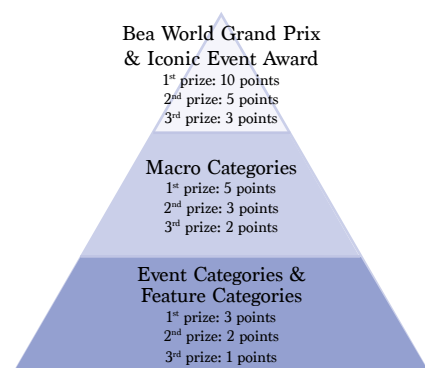 Bea World Grand Prix
& Iconic Event Award
1st prize: 10 points
2nd prize: 5 points
3rd prize: 3 points
Macro Categories
1st prize: 5 points
2nd prize: 3 points
3rd prize: 2 points
Event Categories &
Feature Categories
1st prize: 3 points
2nd prize: 2 points
3rd prize: 1 points